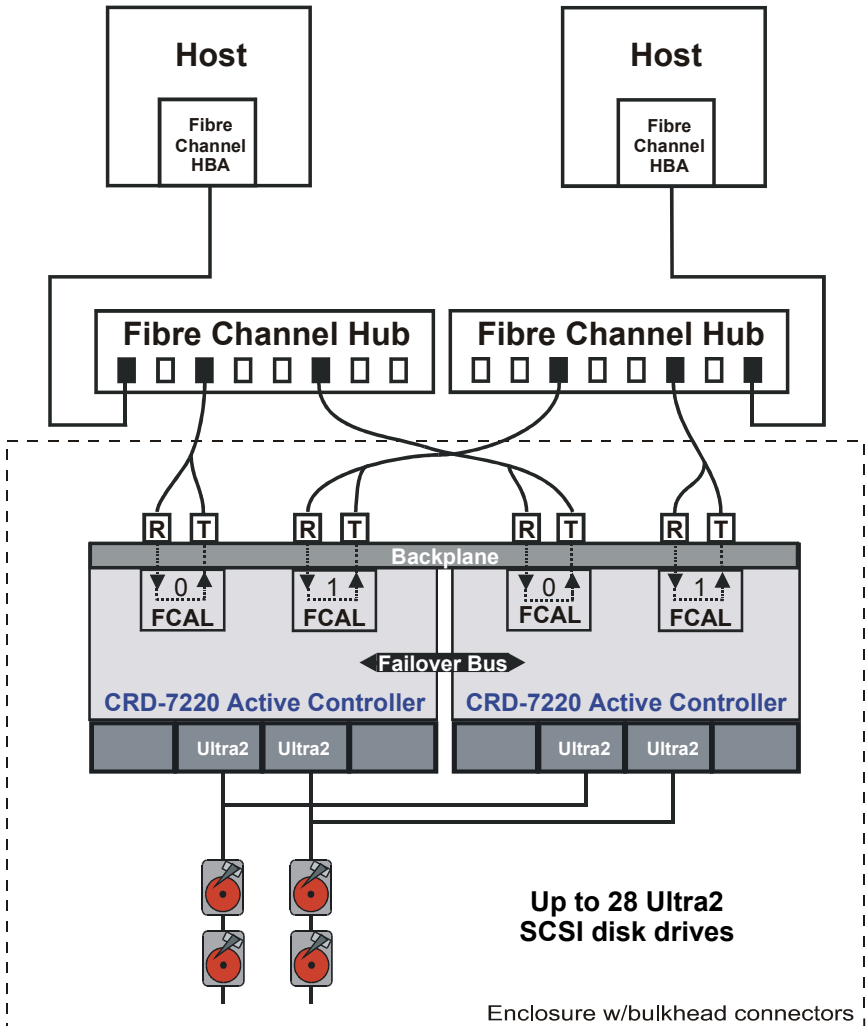 Host
Fibre
Channel
HBA
Host
Fibre
Channel
HBA
Fibre Channel Hub
Fibre Channel Hub
R T R T R T R T
Backplane
0
FCAL
1
FCAL
0
FCAL
1
FCAL
Failover Bus
CRD-7220 Active Controller
CRD-7220 Active Controller
Ultra2 Ultra2
Ultra2 Ultra2
Up to 28 Ultra2
SCSI disk drives
Enclosure w/bulkhead connectors